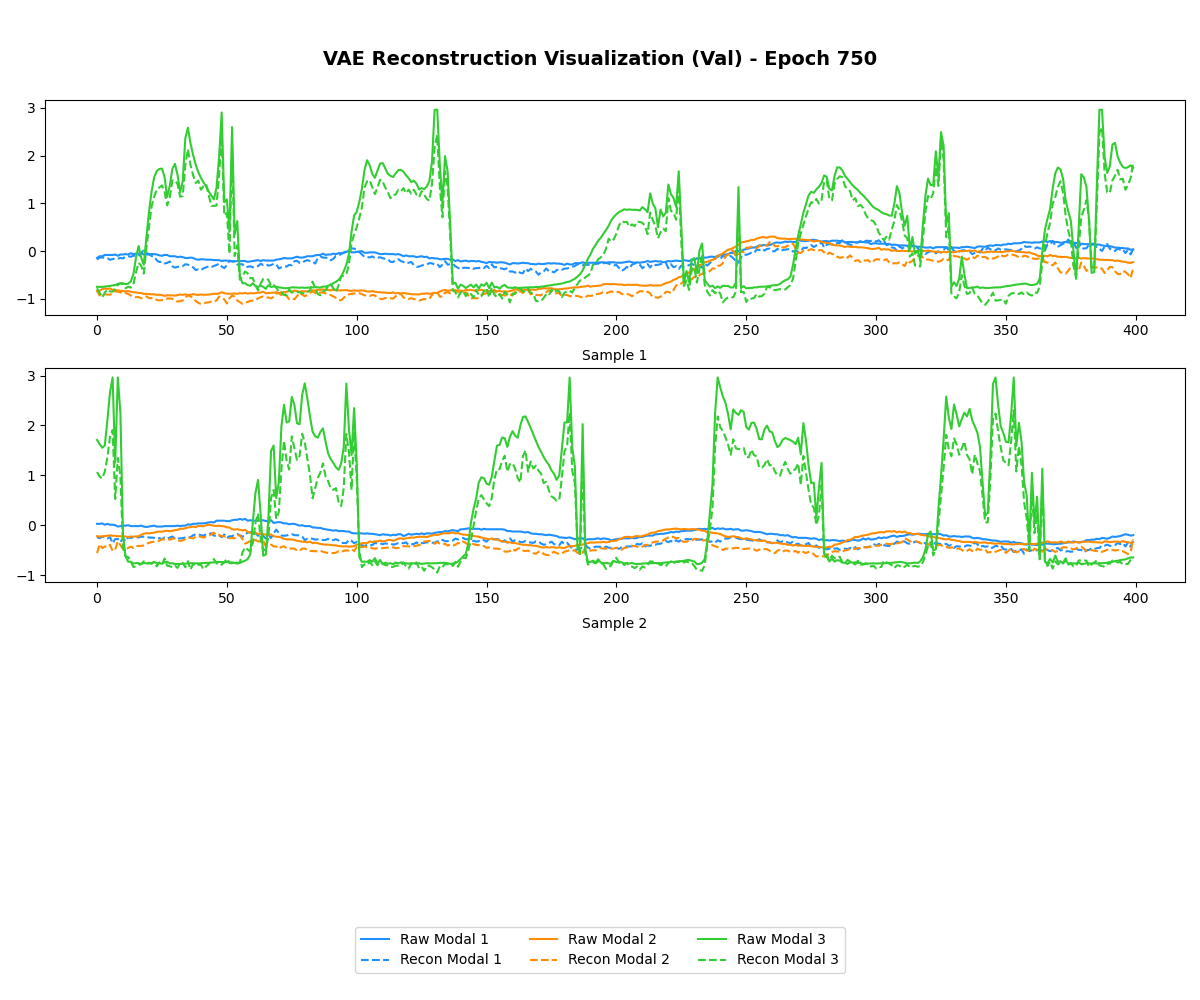 VAE Reconstruction Visualization (Val) - Epoch 750
3
2
1
0
−1
0 50 100 150 200 250 300 350 400
Sample 1
3
2
1
0
−1
0 50 100 150 200 250 300 350 400
Sample 2
Raw Modal 1 Raw Modal 2 Raw Modal 3
Recon Modal 1 Recon Modal 2 Recon Modal 3